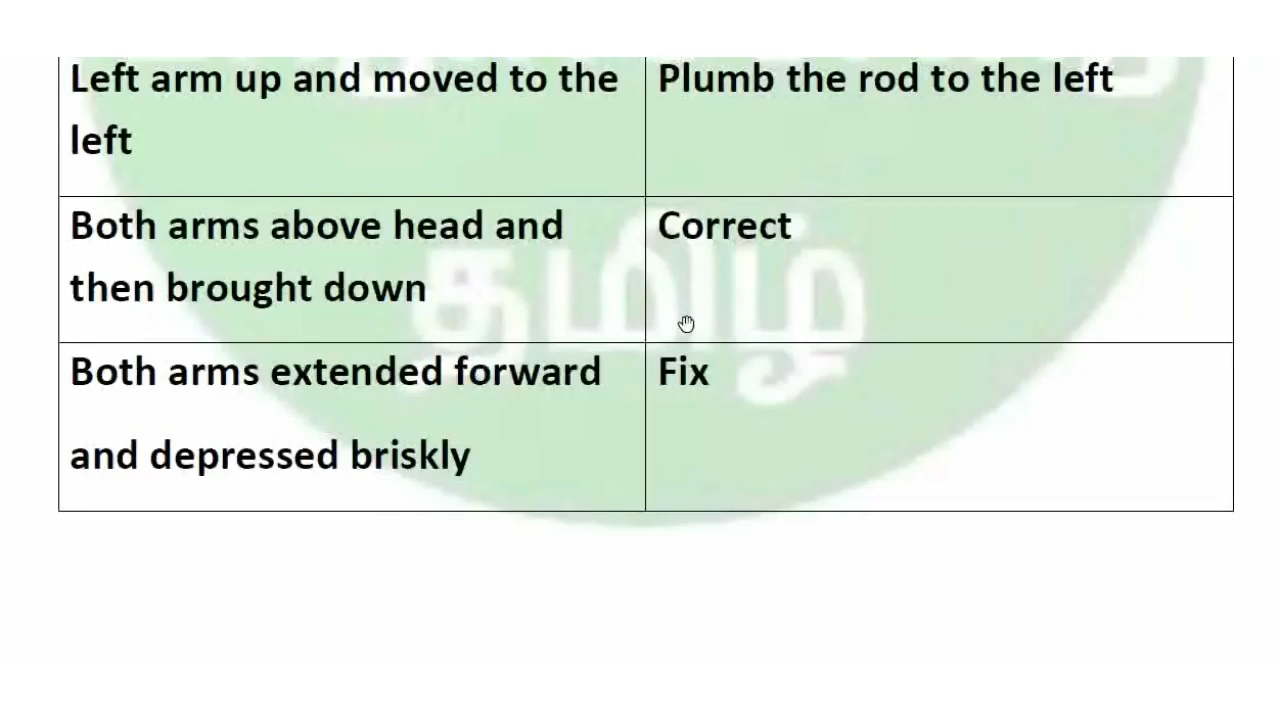 Left arm up and moved to the
left
Plumb the rod to the left
Both arms above head and
then brought down
Correct
தமிழ்
Both arms extended forward
and depressed briskly
Fix